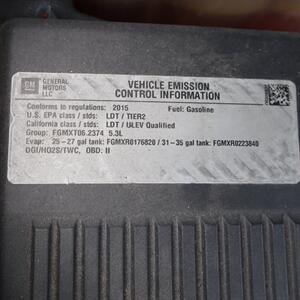 GM
GENERAL
MOTORS
LLC
VEHICLE EMISSION
CONTROL INFORMATION
Conforms to regulations: 2015 Fuel: Gasoline
U.S. EPA class / stds: LDT / TIER2
California class / stds: LDT / ULEV Qualified
Group: FGMXT06.2374 5.3L
Evap: 25-27 gal tank: FGMXR0176820 / 31-35 gal tank: FGMXR0223840
DGI/HO2S/TWC, OBD: II